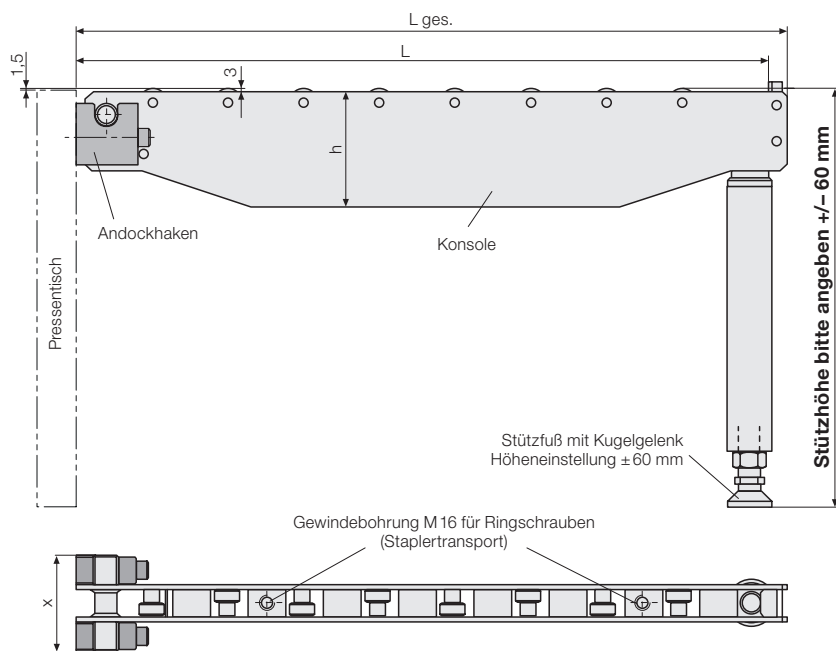 L ges.
L
1,5
3
h
Andockhaken
Konsole
Pressentisch
Stützhöhe bitte angeben +/– 60 mm
Stützfuß mit Kugelgelenk
Höheneinstellung ± 60 mm
Gewindebohrung M 16 für Ringschrauben
(Staplertransport)
x